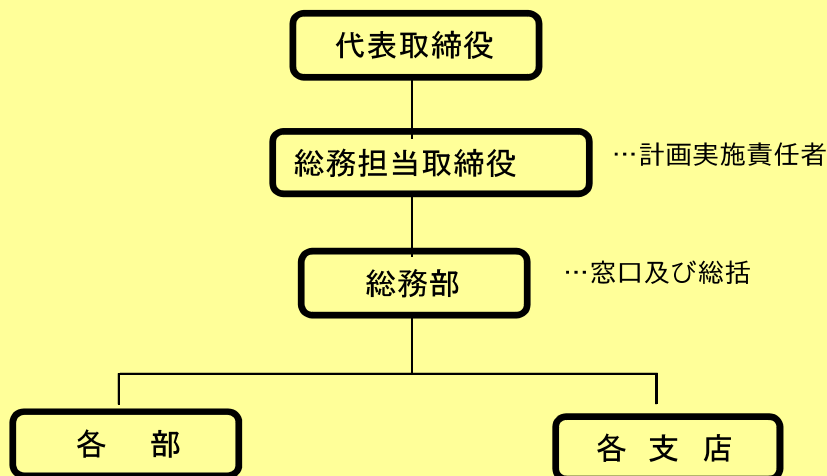 代表取締役
総務担当取締役
…計画実施責任者
総務部
…窓口及び総括
各　部
各 支 店